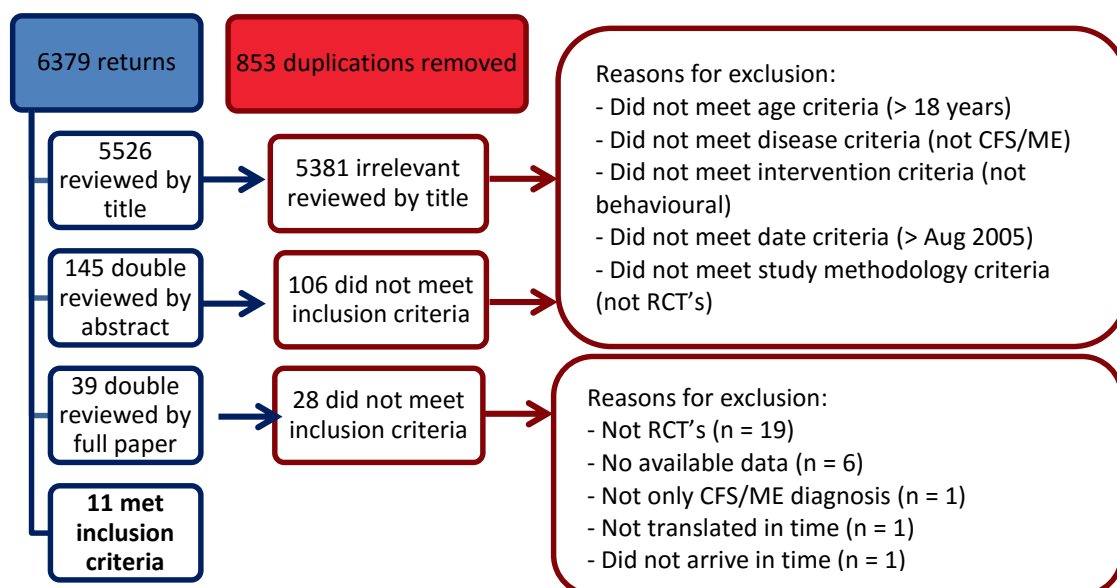 6379 returns
853 duplications removed
Reasons for exclusion:
- Did not meet age criteria (> 18 years)
- Did not meet disease criteria (not CFS/ME)
- Did not meet intervention criteria (not
behavioural)
- Did not meet date criteria (> Aug 2005)
- Did not meet study methodology criteria
(not RCT's)
5526
reviewed by
title
5381 irrelevant
reviewed by title
145 double
reviewed by
abstract
106 did not meet
inclusion criteria
39 double
reviewed by
full paper
28 did not meet
inclusion criteria
Reasons for exclusion:
- Not RCT's (n = 19)
- No available data (n = 6)
- Not only CFS/ME diagnosis (n = 1)
- Not translated in time (n = 1)
- Did not arrive in time (n = 1)
11 met
inclusion
criteria